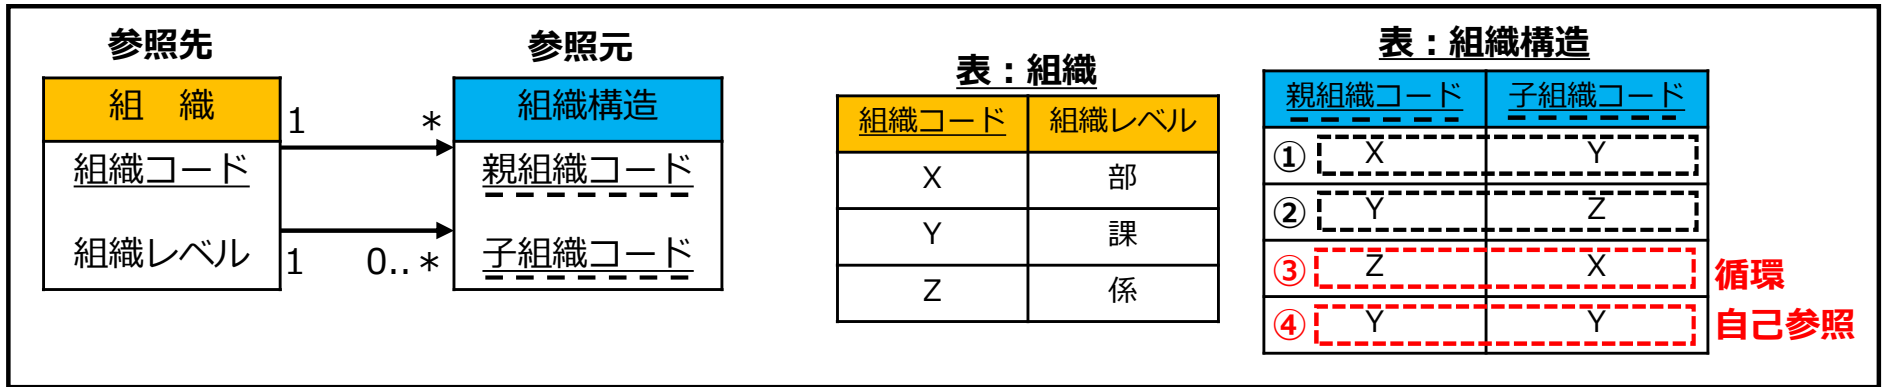 参照先
組 織
組織コード
組織レベル
1 *
1 0..*
参照元
組織構造
親組織コード
子組織コード
表：組織
組織コード 組織レベル
X 部
Y 課
Z 係
表：組織構造
親組織コード 子組織コード
① X Y
② Y Z
③ Z X 循環
④ Y Y 自己参照